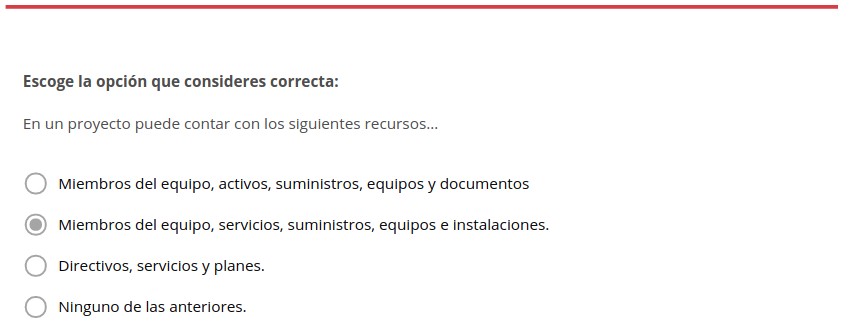 Escoge la opción que consideres correcta:
En un proyecto puede contar con los siguientes recursos...
Miembros del equipo, activos, suministros, equipos y documentos
Miembros del equipo, servicios, suministros, equipos e instalaciones.
Directivos, servicios y planes.
Ninguno de las anteriores.